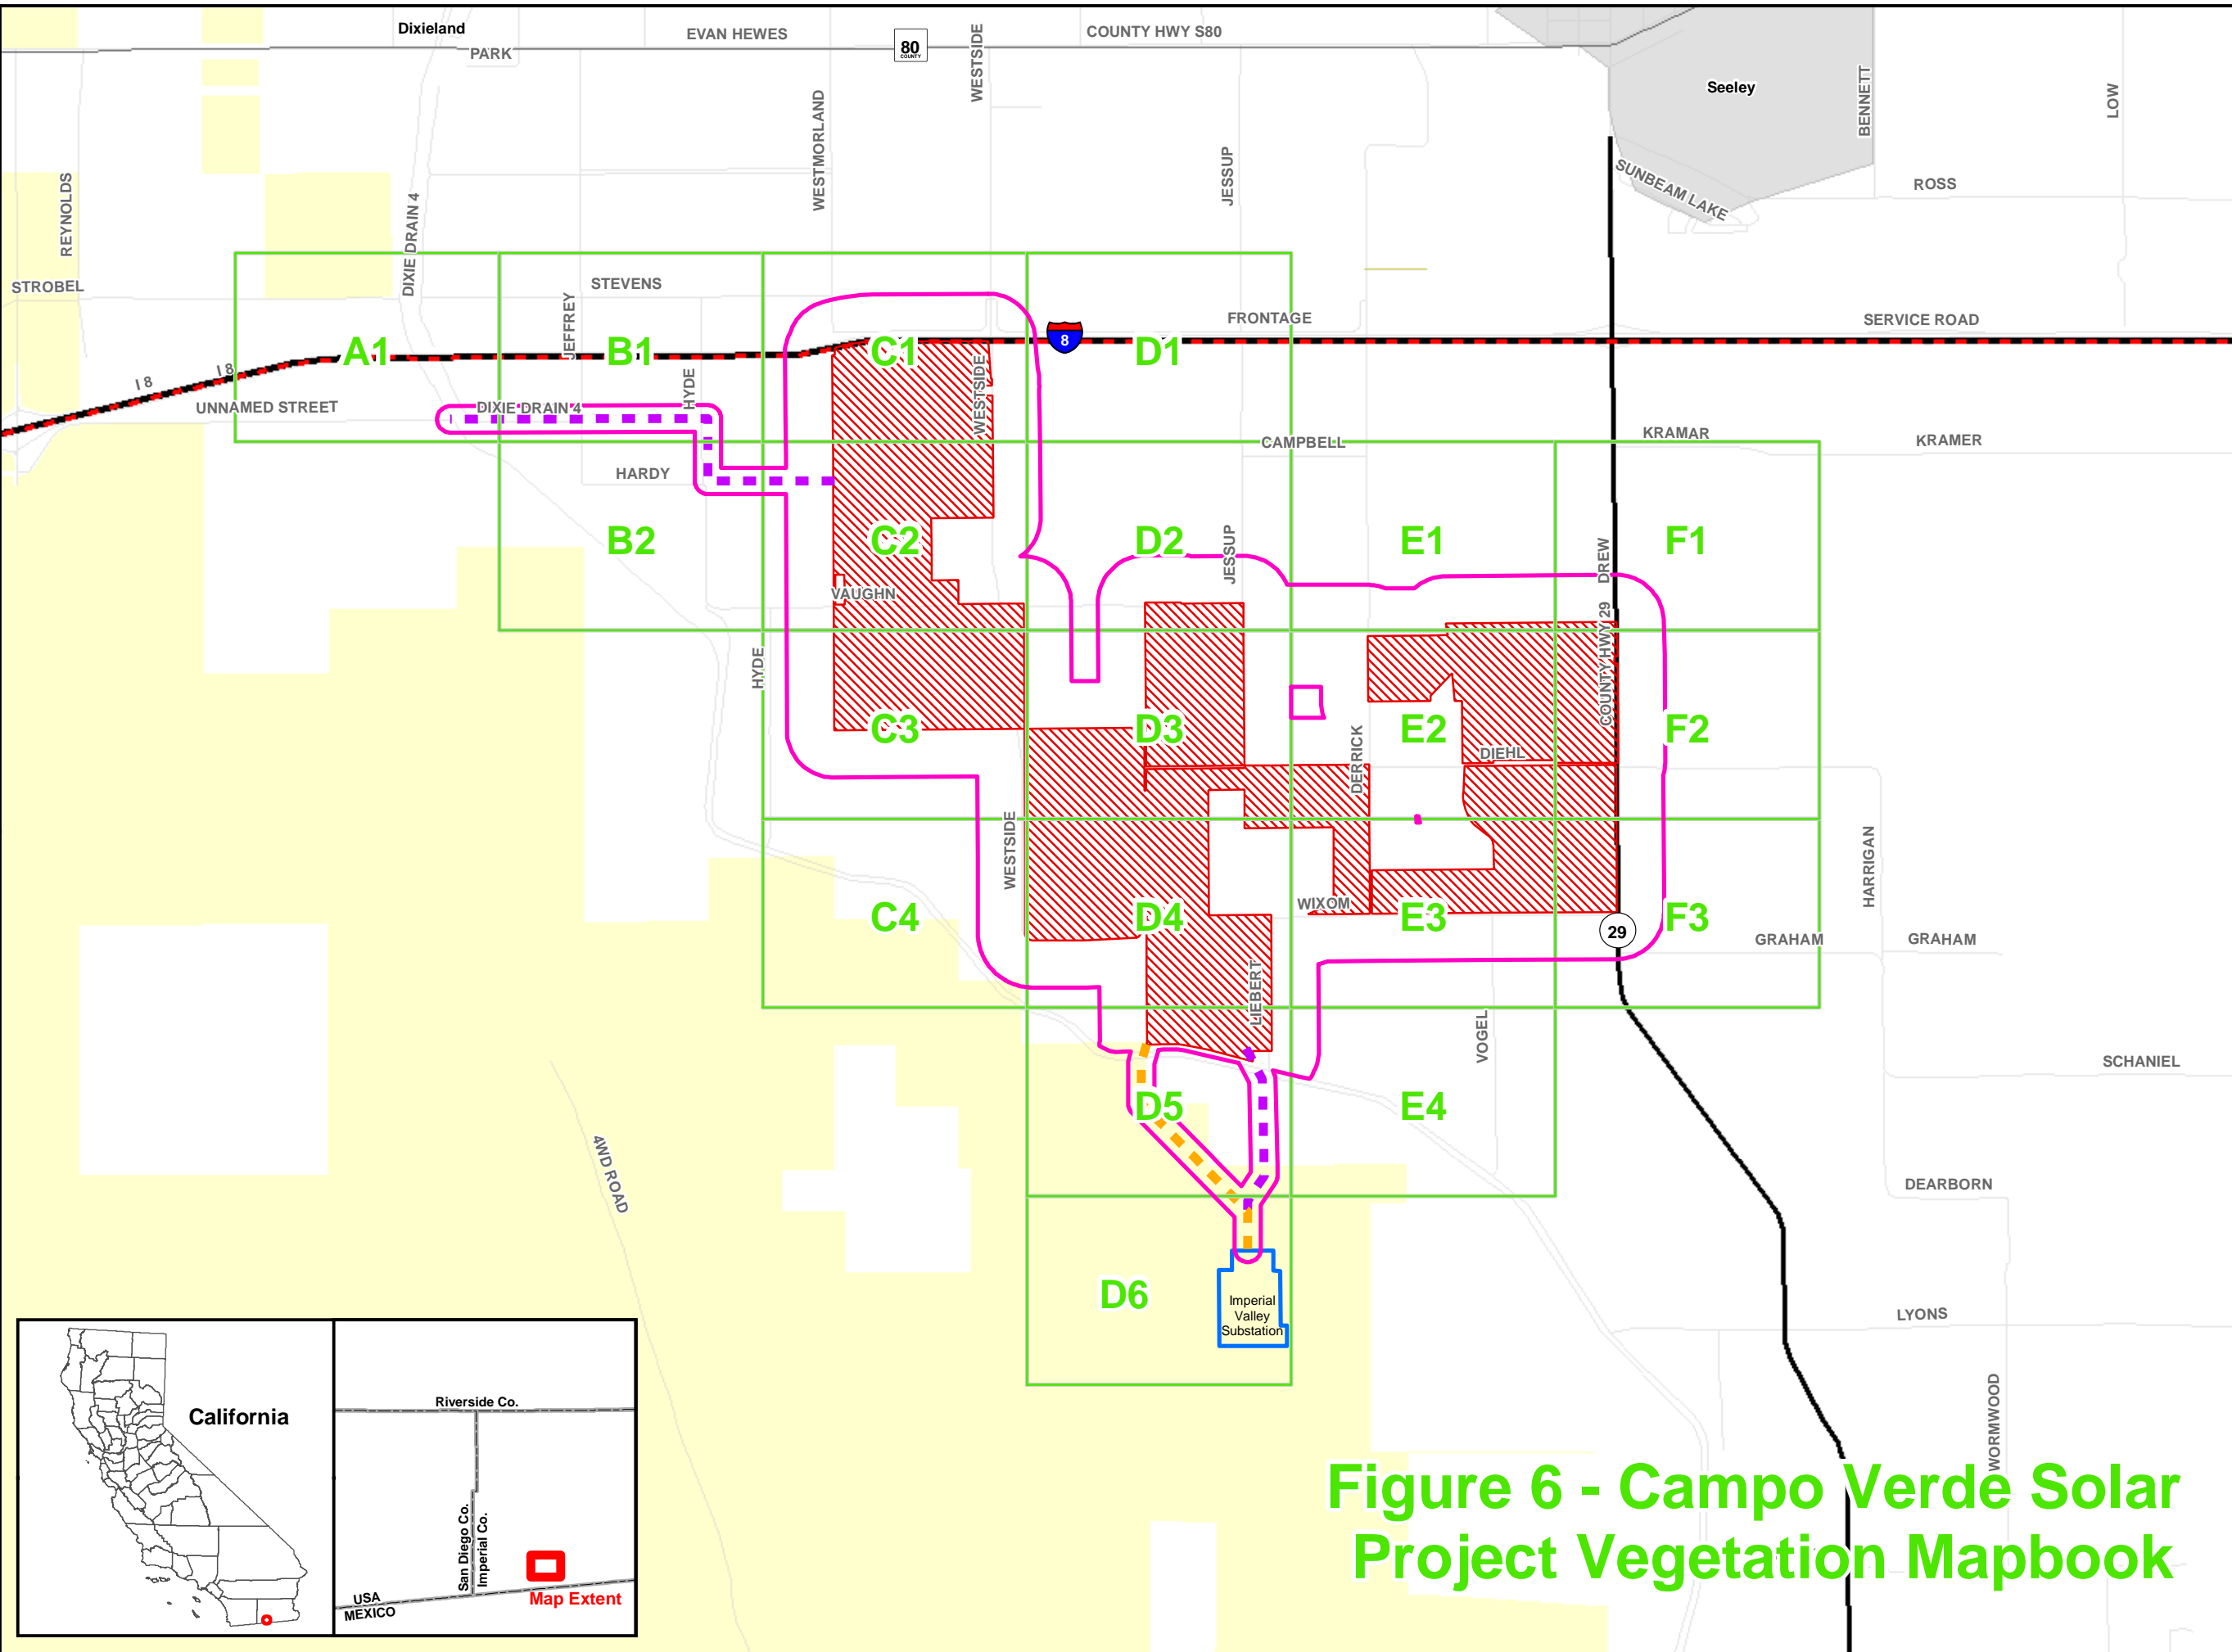 Dixieland
EVAN HEWES
80
COUNTY
WESTSIDE
COUNTY HWY S80
PARK
Seeley
BENNETT
LOW
WESTMORLAND
JESSUP
REYNOLDS
DIXIE DRAIN 4
SUNBEAM LAKE
ROSS
STROBEL
STEVENS
JEFFREY
FRONTAGE
SERVICE ROAD
8
A1
B1
C1
D1
I 8
I 8
HYDE
WESTSIDE
UNNAMED STREET
DIXIE DRAIN 4
CAMPBELL
KRAMAR
KRAMER
HARDY
B2
C2
D2
JESSUP
E1
DREW
F1
VAUGHN
HYDE
COUNTY HWY 29
C3
D3
DERRICK
E2
DIEHL
F2
WESTSIDE
HARRIGAN
C4
D4
WIXOM
E3
F3
29
GRAHAM
GRAHAM
LIEBERT
VOGEL
SCHANIEL
D5
E4
4WD ROAD
DEARBORN
D6
Imperial
Valley
Substation
LYONS
WORMWOOD
California
Riverside Co.
San Diego Co.
Imperial Co.
USA
MEXICO
Map Extent
Figure 6 - Campo Verde Solar
Project Vegetation Mapbook